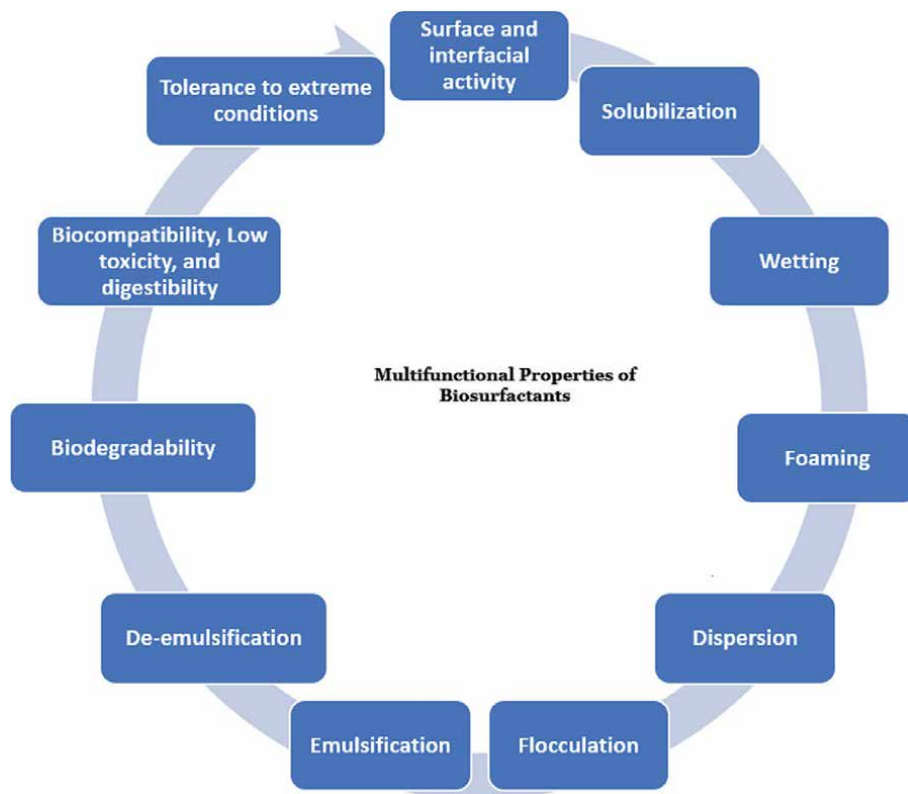 Surface and
interfacial
activity
Solubilization
Wetting
Foaming
Dispersion
Flocculation
Emulsification
De-emulsification
Biodegradability
Biocompatibility, Low
toxicity, and
digestibility
Tolerance to extreme
conditions
Multifunctional Properties of
Biosurfactants